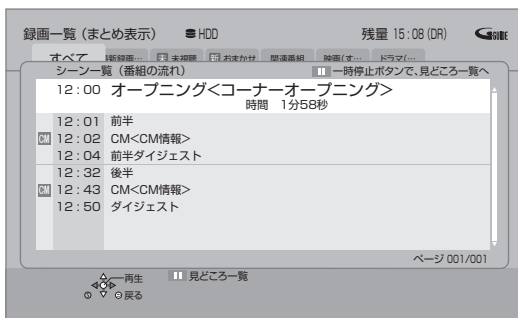 録画一覧（まとめ表示） HDD 残量 15:08(DR) GGUIDE
すべて 新録画… 未 未視聴 新 おまかせ 関連番組 映画(す… ドラマ(…
シーン一覧（番組の流れ） 一時停止ボタンで、見どころ一覧へ
12:00 オープニング<コーナーオープニング>
時間 1分58秒
12:01 前半
CM 12:02 CM<CM情報>
12:04 前半ダイジェスト
12:32 後半
CM 12:43 CM<CM情報>
12:50 ダイジェスト
ページ 001/001
再生 見どころ一覧
戻る